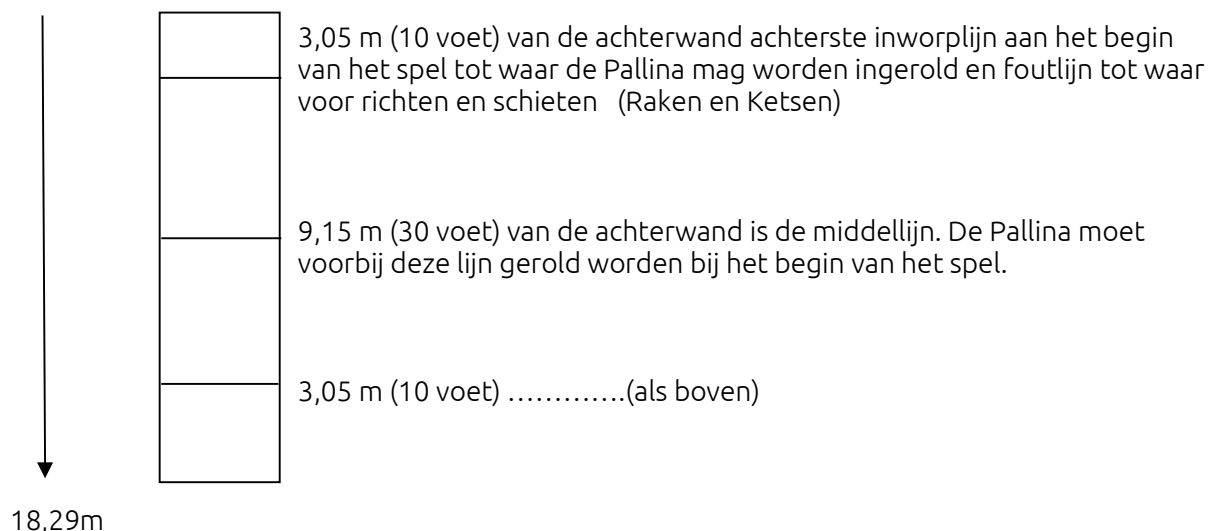 3,05 m (10 voet) van de achterwand achterste inworplijn aan het begin
van het spel tot waar de Pallina mag worden ingerold en foutlijn tot waar
voor richten en schieten   (Raken en Ketsen)
9,15 m (30 voet) van de achterwand is de middellijn. De Pallina moet
voorbij deze lijn gerold worden bij het begin van het spel.
3,05 m (10 voet) ………….(als boven)
18,29m